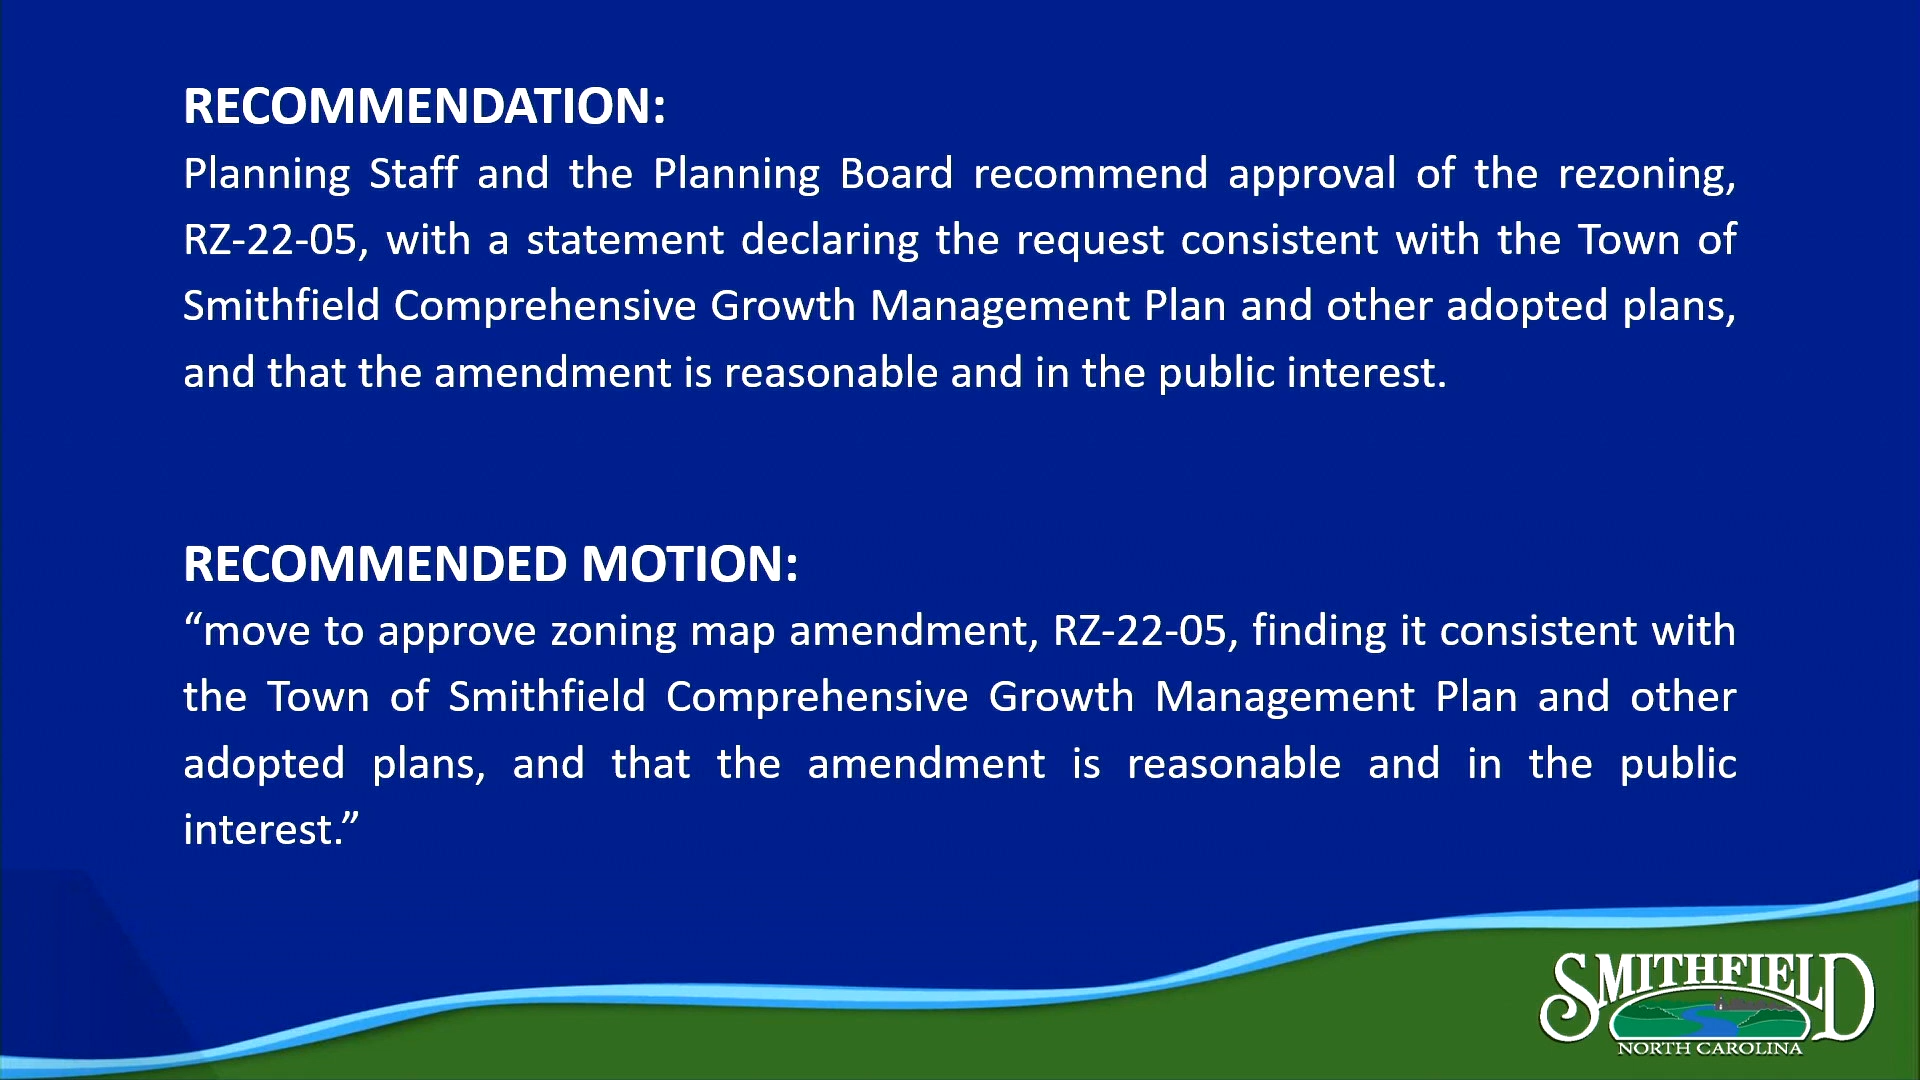 RECOMMENDATION:
Planning Staff and the Planning Board recommend approval of the rezoning,
RZ-22-05, with a statement declaring the request consistent with the Town of
Smithfield Comprehensive Growth Management Plan and other adopted plans,
and that the amendment is reasonable and in the public interest.
RECOMMENDED MOTION:
“move to approve zoning map amendment, RZ-22-05, finding it consistent with
the Town of Smithfield Comprehensive Growth Management Plan and other
adopted plans, and that the amendment is reasonable and in the public
interest.”
SMITHFIELD
NORTH CAROLINA